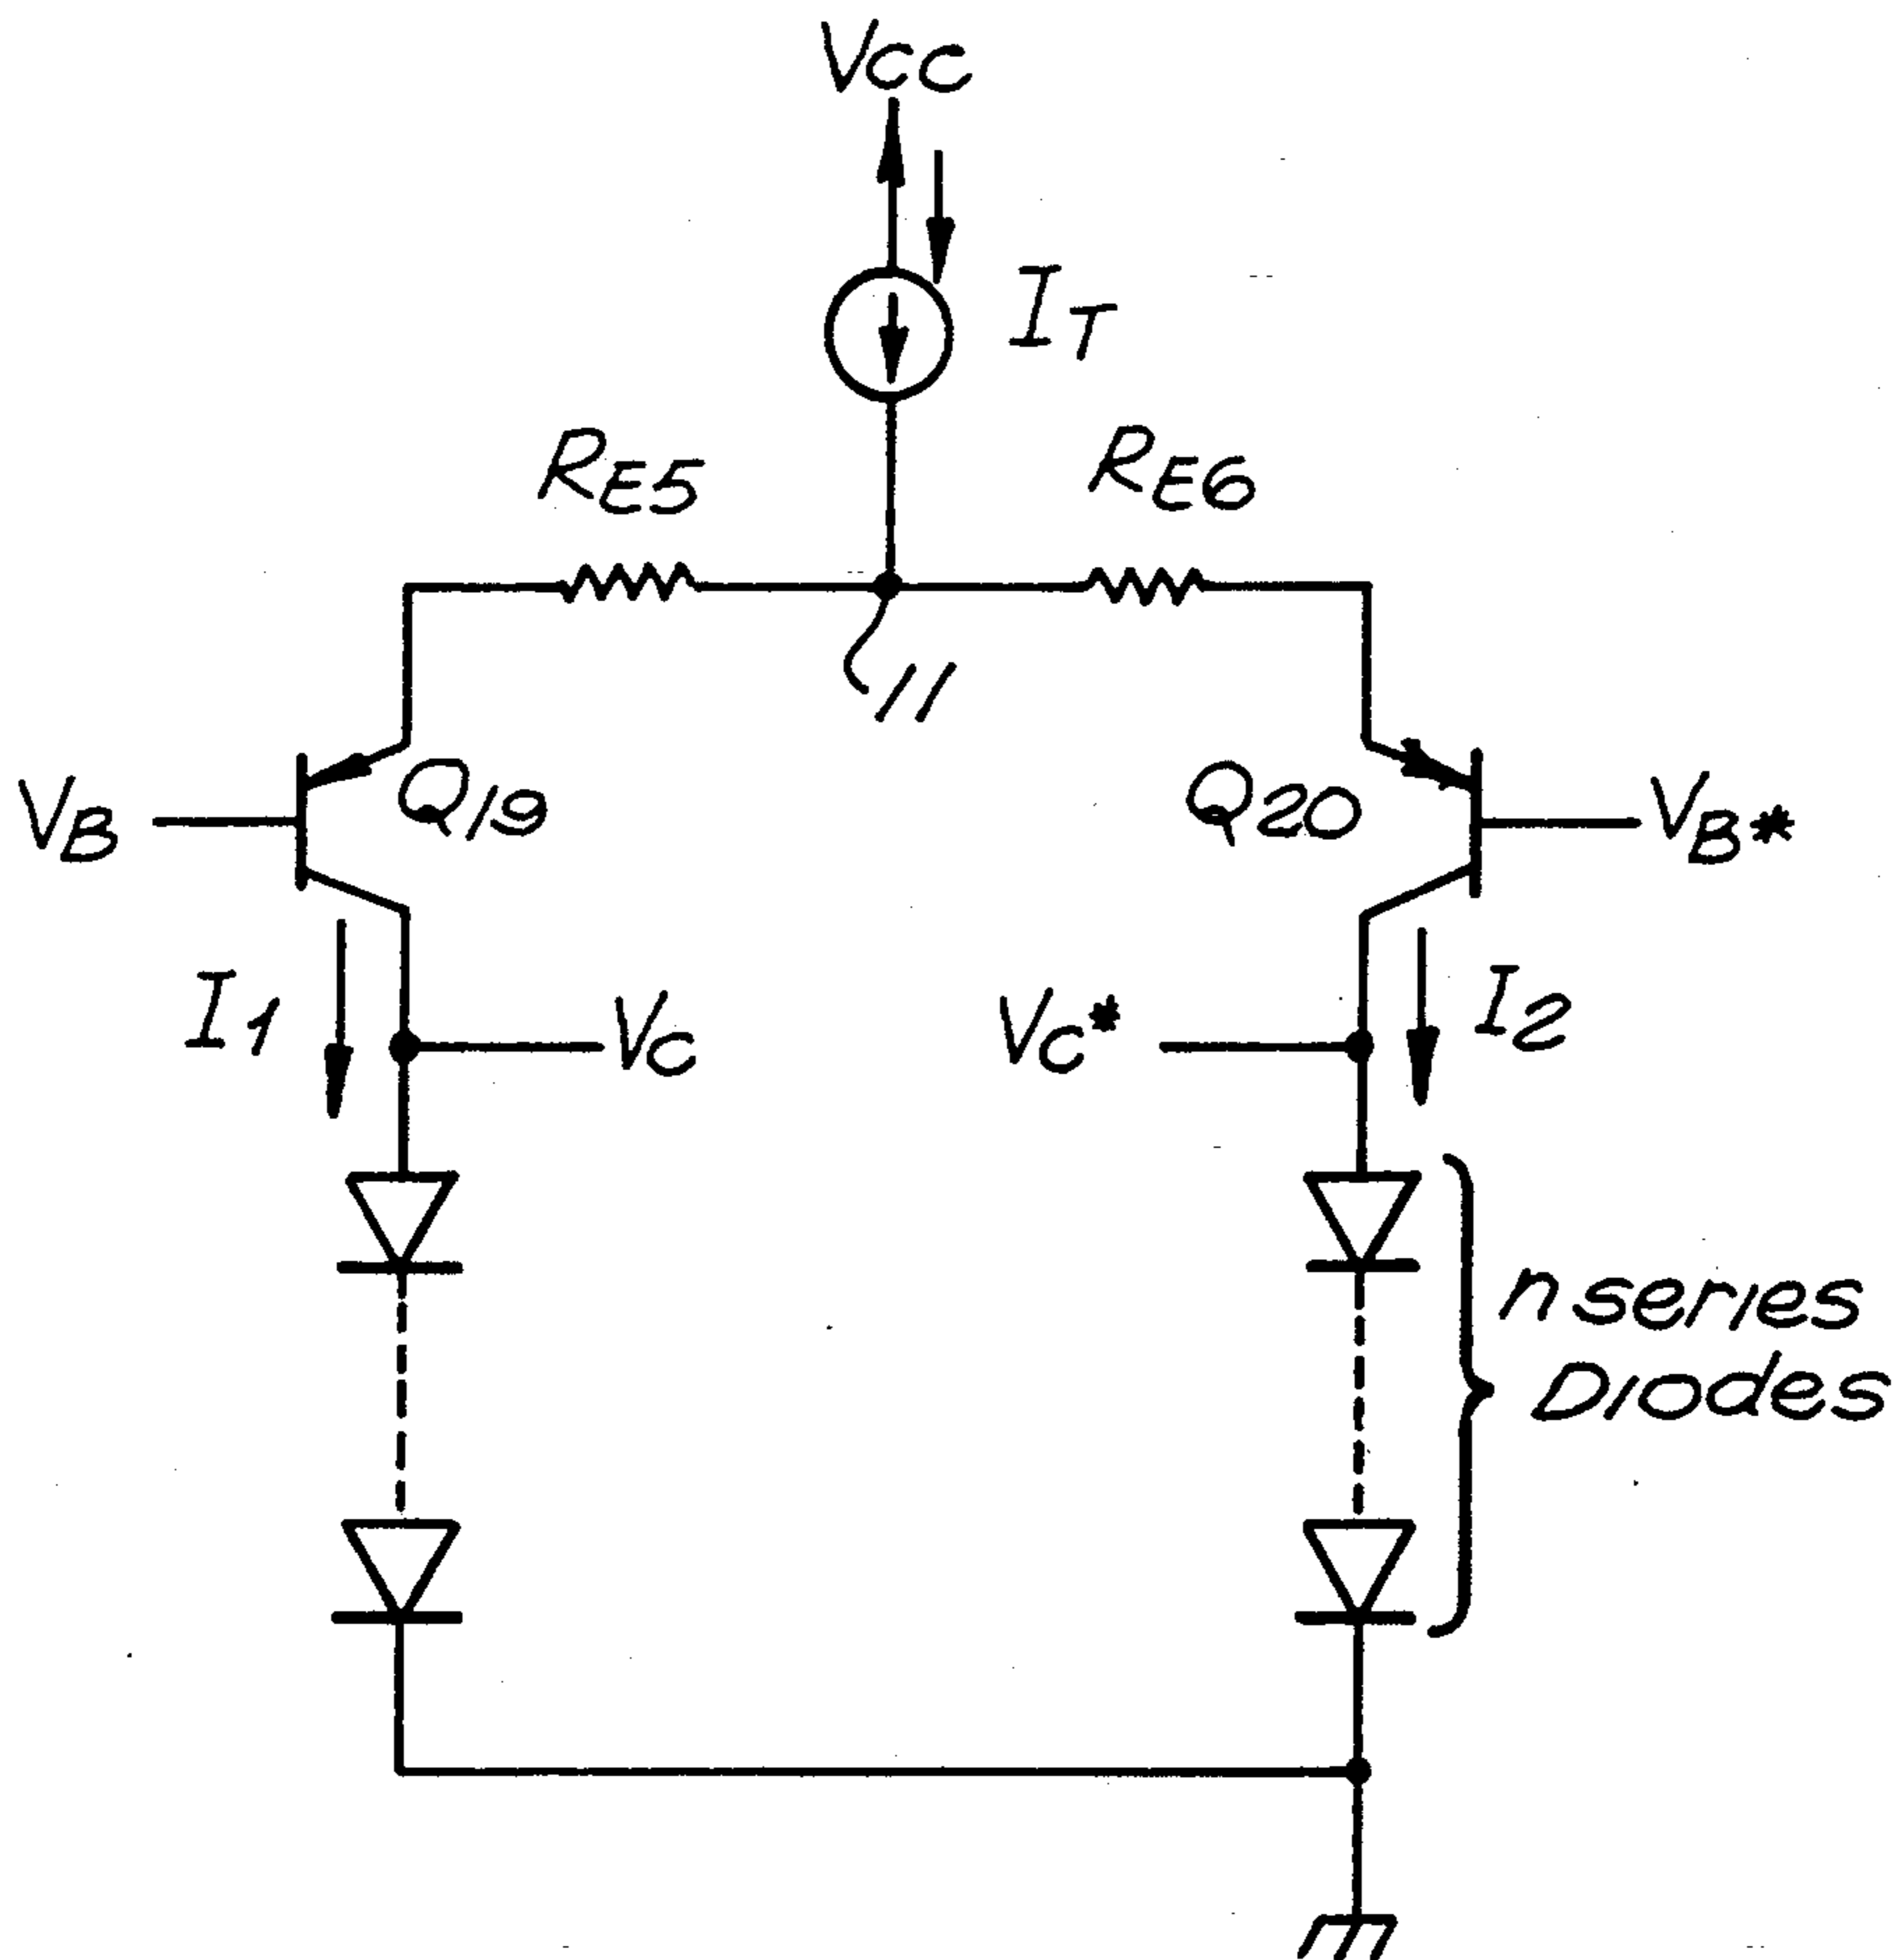 VCC
IT
RE5
RE6
11
VB
Q19
Q20
VB*
I1
VC
VC*
I2
n series
Diodes